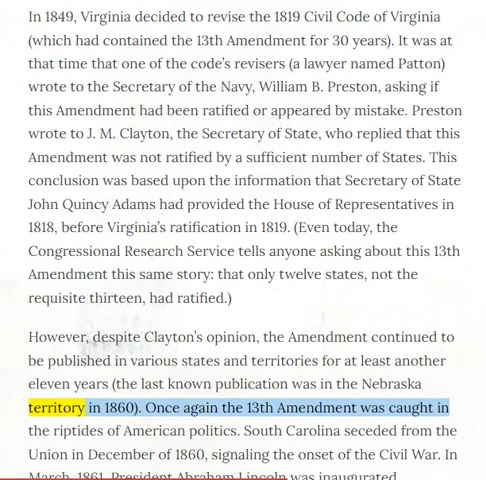 In 1849, Virginia decided to revise the 1819 Civil Code of Virginia
(which had contained the 13th Amendment for 30 years). It was at
that time that one of the code's revisers (a lawyer named Patton)
wrote to the Secretary of the Navy, William B. Preston, asking if
this Amendment had been ratified or appeared by mistake. Preston
wrote to J. M. Clayton, the Secretary of State, who replied that this
Amendment was not ratified by a sufficient number of States. This
conclusion was based upon the information that Secretary of State
John Quincy Adams had provided the House of Representatives in
1818, before Virginia's ratification in 1819. (Even today, the
Congressional Research Service tells anyone asking about this 13th
Amendment this same story: that only twelve states, not the
requisite thirteen, had ratified.)
However, despite Clayton's opinion, the Amendment continued to
be published in various states and territories for at least another
eleven years (the last known publication was in the Nebraska
territory in 1860). Once again the 13th Amendment was caught in
the riptides of American politics. South Carolina seceded from the
Union in December of 1860, signaling the onset of the Civil War. In
March, 1861, President Abraham Lincoln was inaugurated.